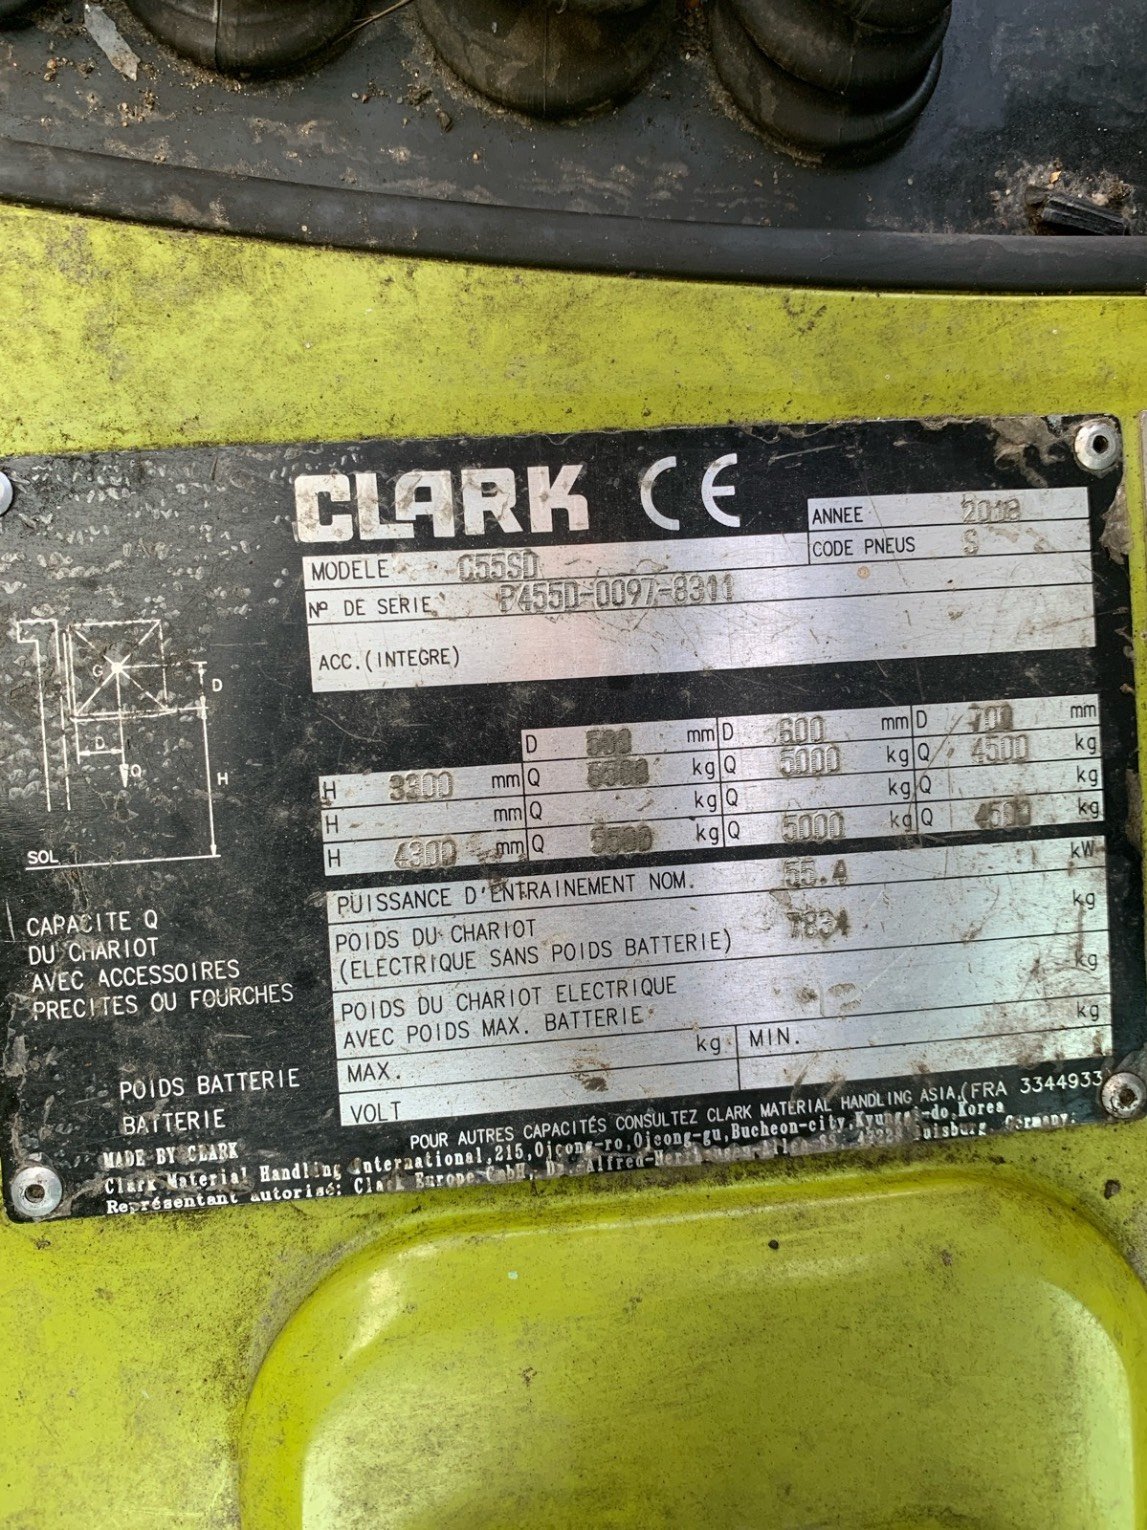 CLARK CE
ANNEE 2018
CODE PNEUS S
MODELE C55SD
Nº DE SERIE P455D-0097-8311
ACC.(INTEGRE)
D 500 mm D 600 mm D 700 mm
H 3300 mm Q 5500 kg Q 5000 kg Q 4500 kg
H mm Q kg Q kg Q kg
H 4300 mm Q 5500 kg Q 5000 kg Q 4500 kg
G
D
D
Q
H
SOL
CAPACITE Q
DU CHARIOT
AVEC ACCESSOIRES
PRECITES OU FOURCHES
PUISSANCE D'ENTRAINEMENT NOM. 55.4 kW
POIDS DU CHARIOT 7834 kg
(ELECTRIQUE SANS POIDS BATTERIE)
POIDS DU CHARIOT ELECTRIQUE kg
AVEC POIDS MAX. BATTERIE
POIDS BATTERIE MAX. kg MIN. kg
BATTERIE VOLT
POUR AUTRES CAPACITÉS CONSULTEZ CLARK MATERIAL HANDLING ASIA,(FRA 3344933
MADE BY CLARK
Clark Material Handling International,215,Ojeong-ro,Ojeong-gu,Bucheon-city, Korea
Représentant autorisé: Clark Europe GmbH, Germany.